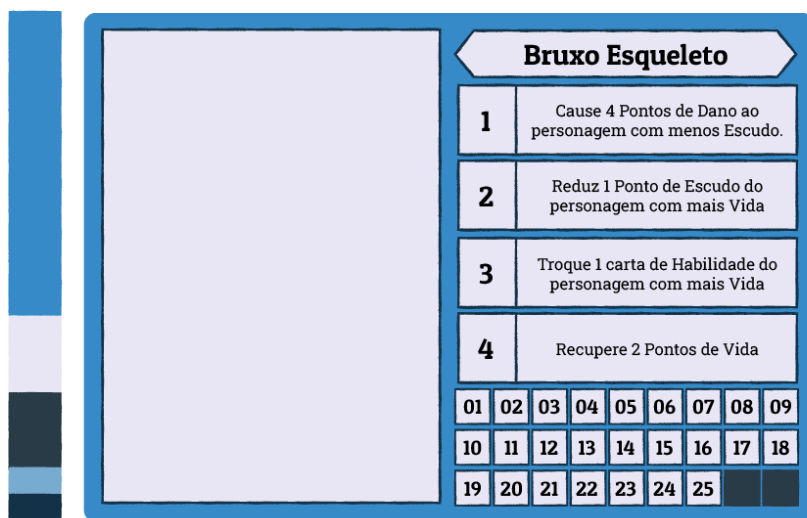 Bruxo Esqueleto
1
Cause 4 Pontos de Dano ao
personagem com menos Escudo.
2
Reduz 1 Ponto de Escudo do
personagem com mais Vida
3
Troque 1 carta de Habilidade do
personagem com mais Vida
4
Recupere 2 Pontos de Vida
01 02 03 04 05 06 07 08 09
10 11 12 13 14 15 16 17 18
19 20 21 22 23 24 25